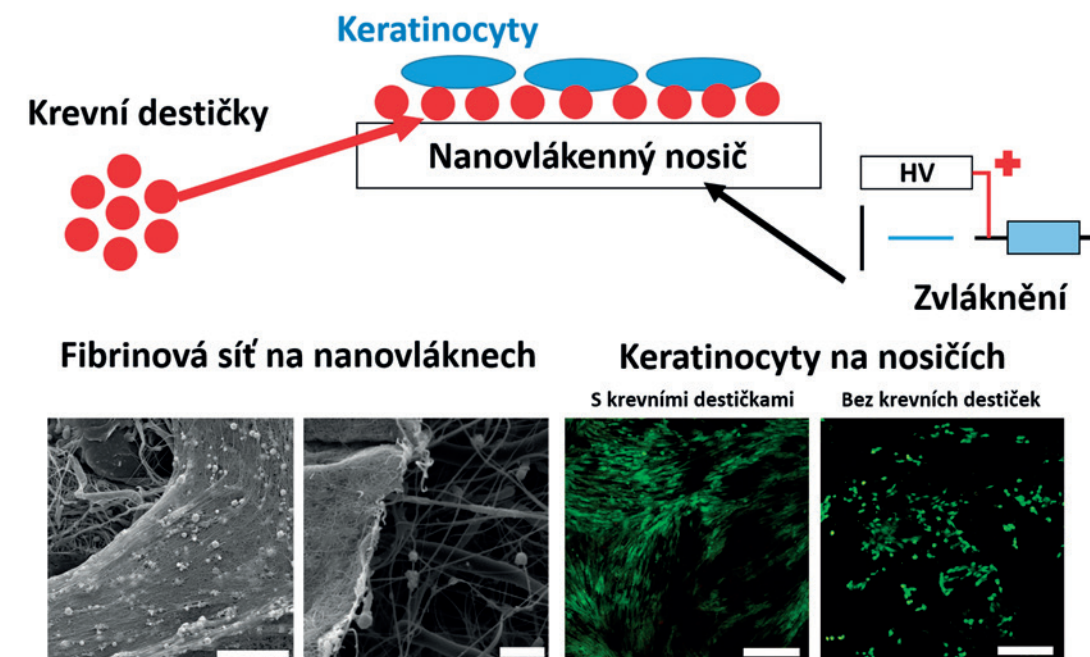 Keratinocyty
Krevní destičky
Nanovlákenný nosič
HV
+
Zvláknění
Fibrinová síť na nanovláknech
Keratinocyty na nosičích
S krevními destičkami
Bez krevních destiček